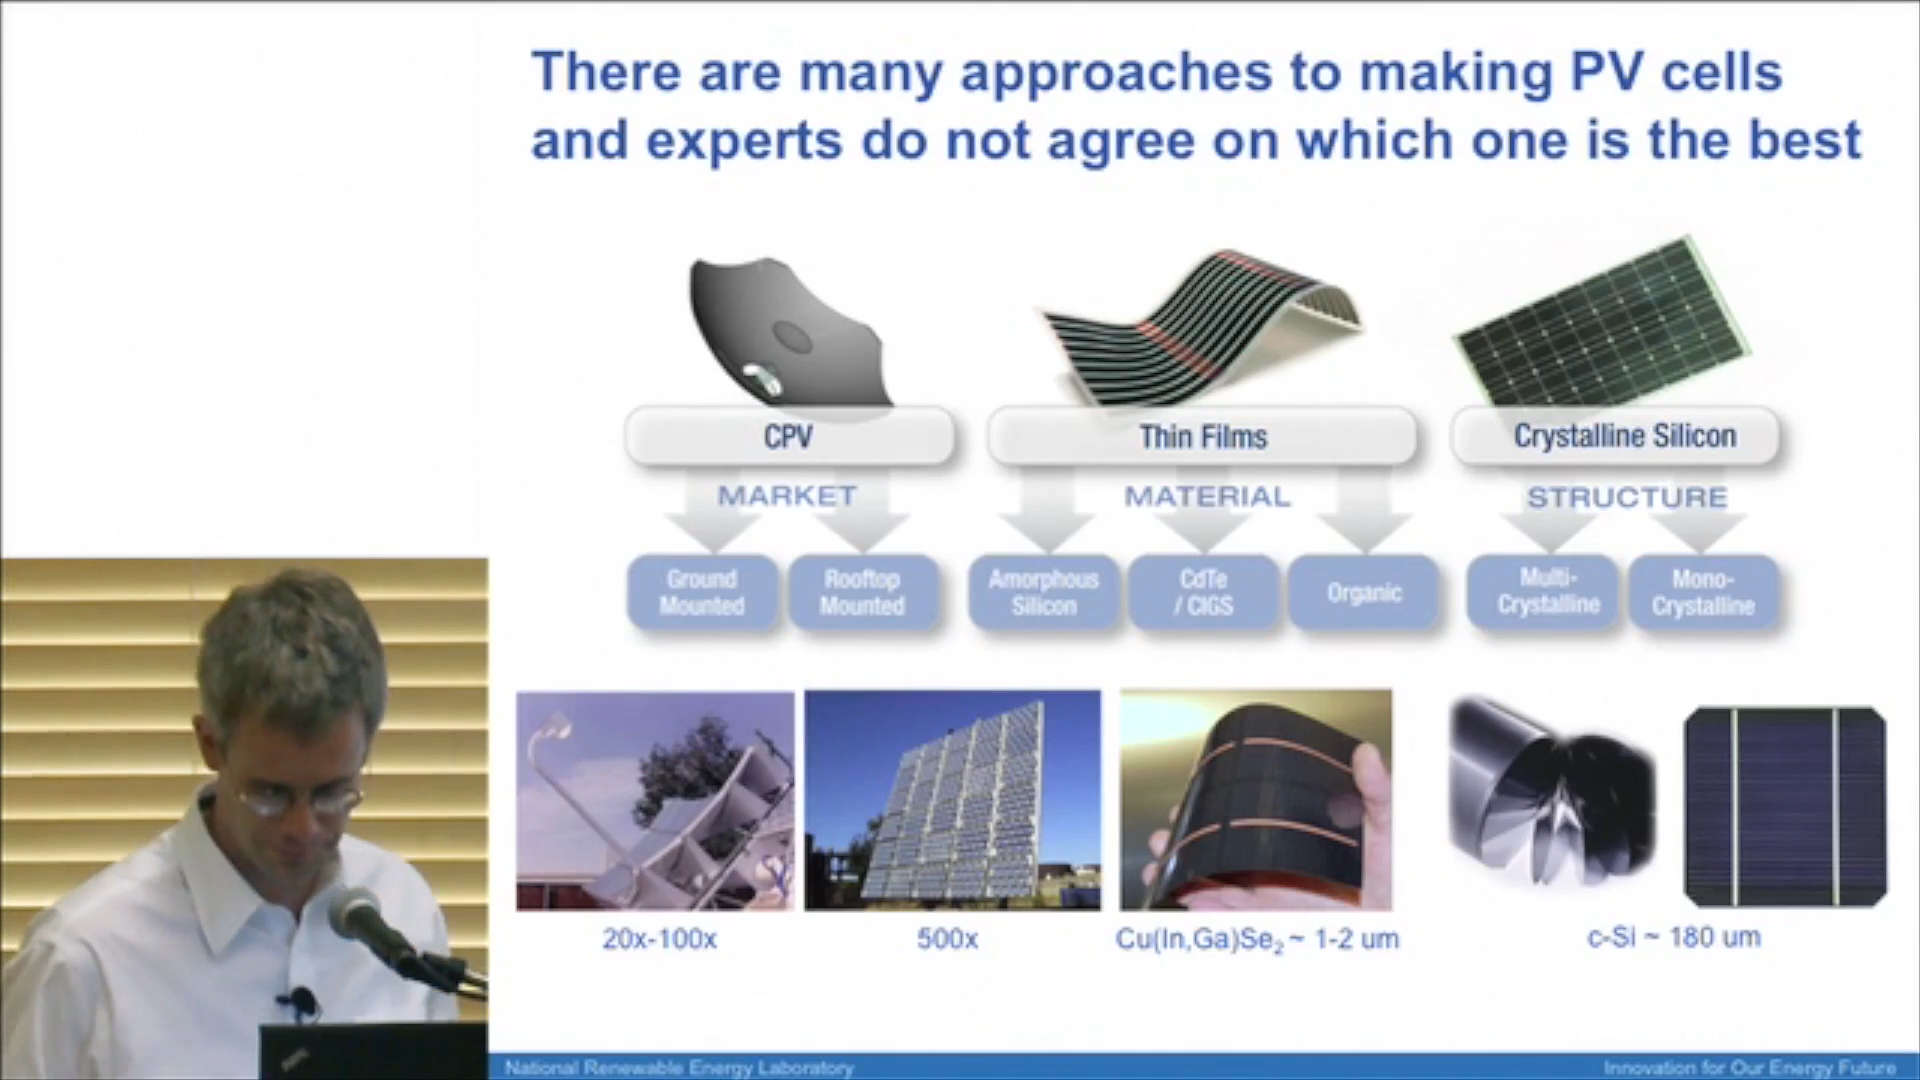 There are many approaches to making PV cells
and experts do not agree on which one is the best
CPV
Thin Films
Crystalline Silicon
MARKET
MATERIAL
STRUCTURE
Ground
Mounted
Rooftop
Mounted
Amorphous
Silicon
CdTe
/ CIGS
Organic
Multi-
Crystalline
Mono-
Crystalline
20x-100x
500x
Cu(In,Ga)Se₂ ~ 1-2 um
c-Si ~ 180 um
National Renewable Energy Laboratory
Innovation for Our Energy Future